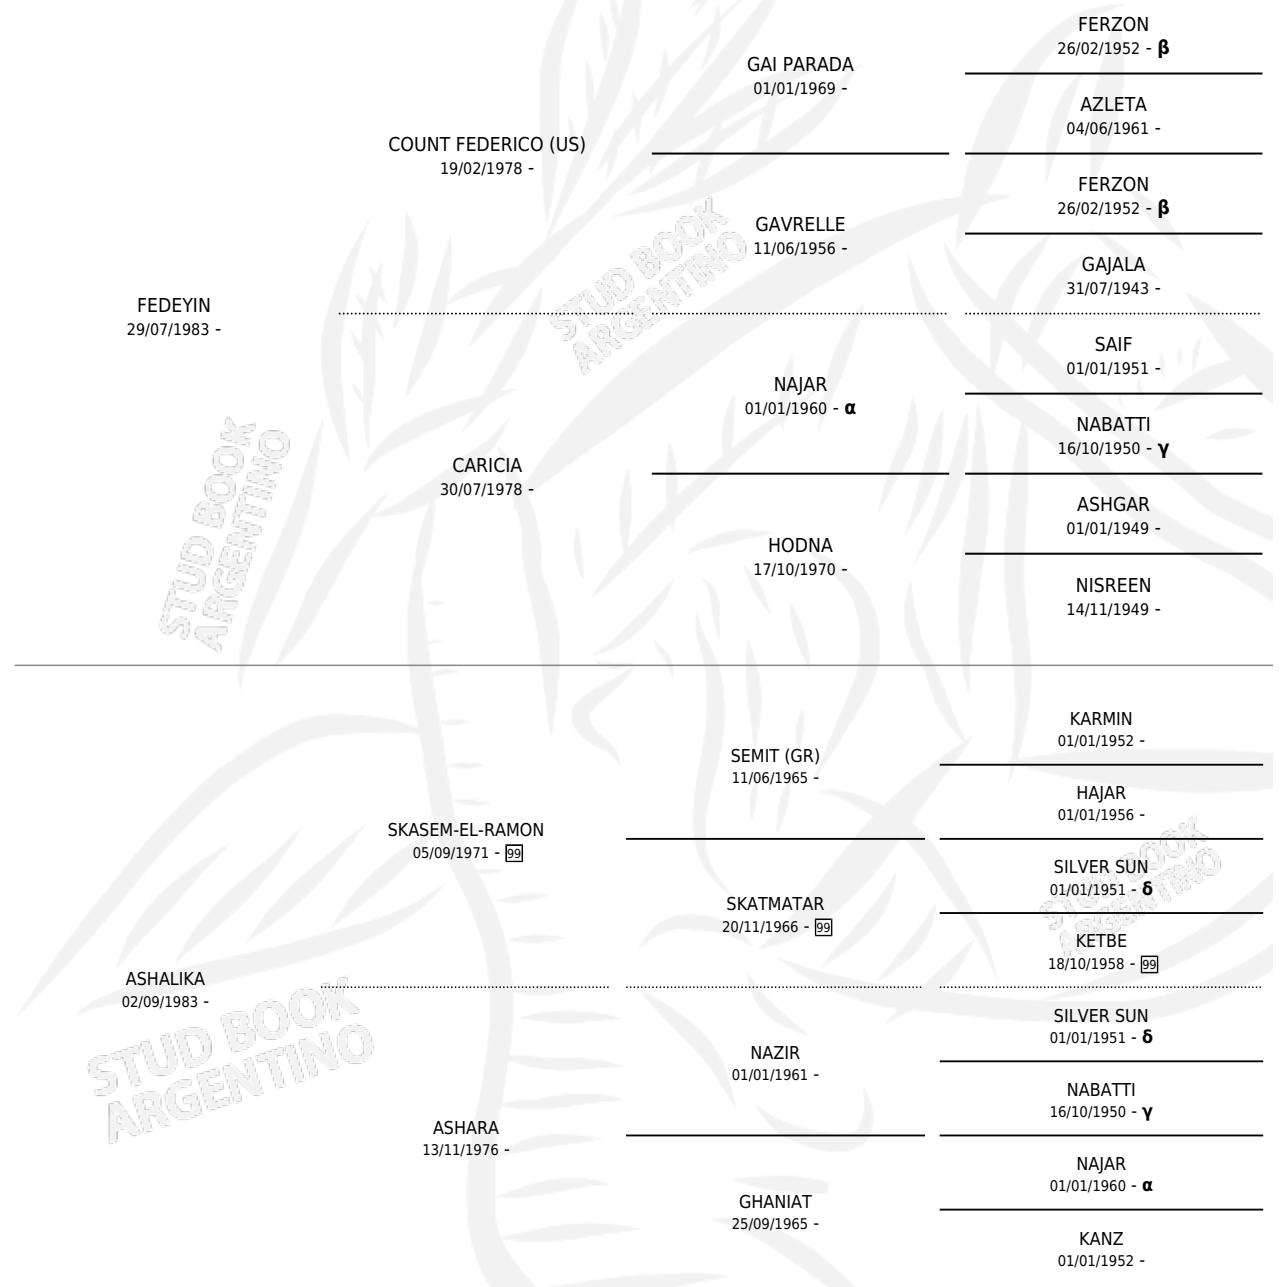 FERZON
26/02/1952 - β
GAI PARADA
01/01/1969 -
AZLETA
04/06/1961 -
COUNT FEDERICO (US)
19/02/1978 -
FERZON
26/02/1952 - β
GAVRELLE
11/06/1956 -
GAJALA
31/07/1943 -
FEDEYIN
29/07/1983 -
SAIF
01/01/1951 -
NAJAR
01/01/1960 - α
NABATTI
16/10/1950 - γ
CARICIA
30/07/1978 -
ASHGAR
01/01/1949 -
HODNA
17/10/1970 -
NISREEN
14/11/1949 -
STUD BOOK
ARGENTINO
STUD BOOK
ARGENTINO
KARMIN
01/01/1952 -
SEMIT (GR)
11/06/1965 -
HAJAR
01/01/1956 -
SKASEM-EL-RAMON
05/09/1971 - 99
SILVER SUN
01/01/1951 - δ
SKATMATAR
20/11/1966 - 99
KETBE
18/10/1958 - 99
ASHALIKA
02/09/1983 -
SILVER SUN
01/01/1951 - δ
NAZIR
01/01/1961 -
NABATTI
16/10/1950 - γ
ASHARA
13/11/1976 -
NAJAR
01/01/1960 - α
GHANIAT
25/09/1965 -
KANZ
01/01/1952 -
STUD BOOK
ARGENTINO
STUD BOOK
ARGENTINO